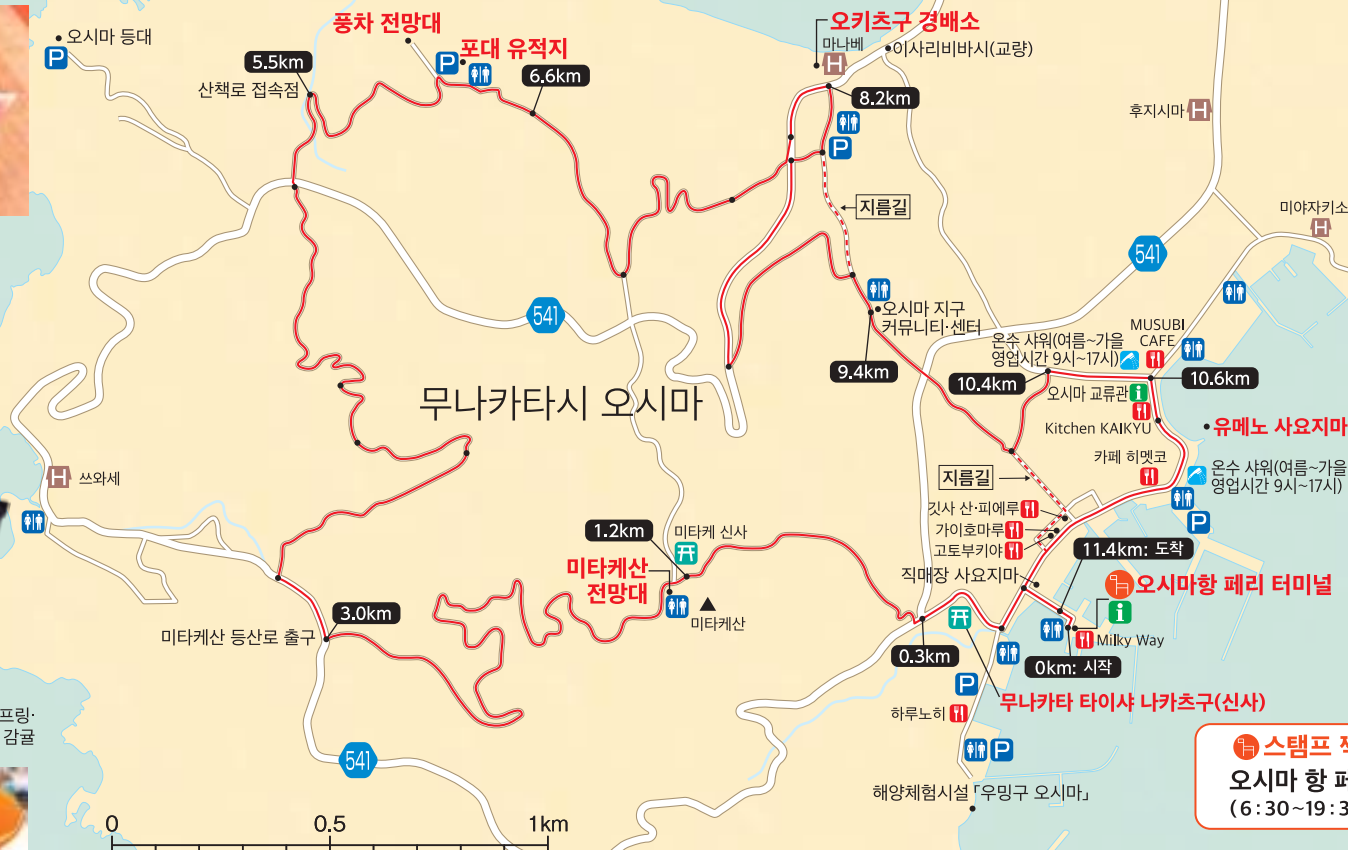 풍차 전망대
오키츠구 경배소
마나베
이사리비바시(교량)
오시마 등대
P
포대 유적지
P
5.5km
산책로 접속점
6.6km
H
8.2km
후지시마 H
P
지름길
미야자키소
H
541
541
오시마 지구
커뮤니티·센터
9.4km
MUSUBI
CAFE
온수 샤워(여름~가을
영업시간 9시~17시)
10.4km
10.6km
오시마 교류관
i
Kitchen KAIKYU
유메노 사요지마
무나카타시 오시마
카페 히멧코
온수 샤워(여름~가을
영업시간 9시~17시)
P
H 쓰와세
지름길
깃사 산·피에루
가이호마루
고토부키야
1.2km
미타케 신사
11.4km: 도착
미타케산
전망대
미타케산
직매장 사요지마
오시마항 페리 터미널
i
Milky Way
3.0km
미타케산 등산로 출구
0.3km
0km: 시작
P
무나카타 타이샤 나카츠구(신사)
하루노히
프링·
감귤
541
P
해양체험시설 「우밍구 오시마」
스탬프
오시마 항
(6:30~19:3
0
0.5
1km